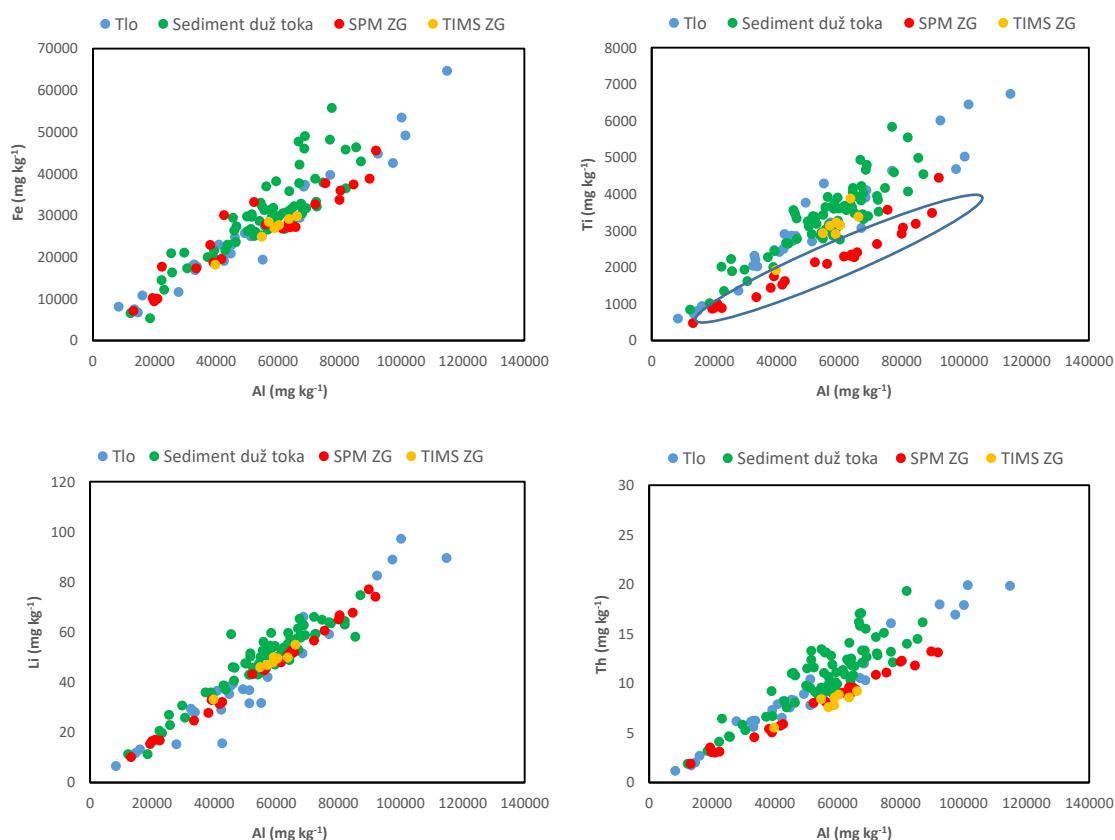 Tlo Sediment duž toka SPM ZG TIMS ZG
70000
60000
50000
40000
30000
20000
10000
0
Fe (mg kg-1)
0 20000 40000 60000 80000 100000 120000 140000
Al (mg kg-1)
Tlo Sediment duž toka SPM ZG TIMS ZG
8000
7000
6000
5000
4000
3000
2000
1000
0
Ti (mg kg-1)
0 20000 40000 60000 80000 100000 120000 140000
Al (mg kg-1)
Tlo Sediment duž toka SPM ZG TIMS ZG
120
100
80
60
40
20
0
Li (mg kg-1)
0 20000 40000 60000 80000 100000 120000 140000
Al (mg kg-1)
Tlo Sediment duž toka SPM ZG TIMS ZG
30
25
20
15
10
5
0
Th (mg kg-1)
0 20000 40000 60000 80000 100000 120000 140000
Al (mg kg-1)